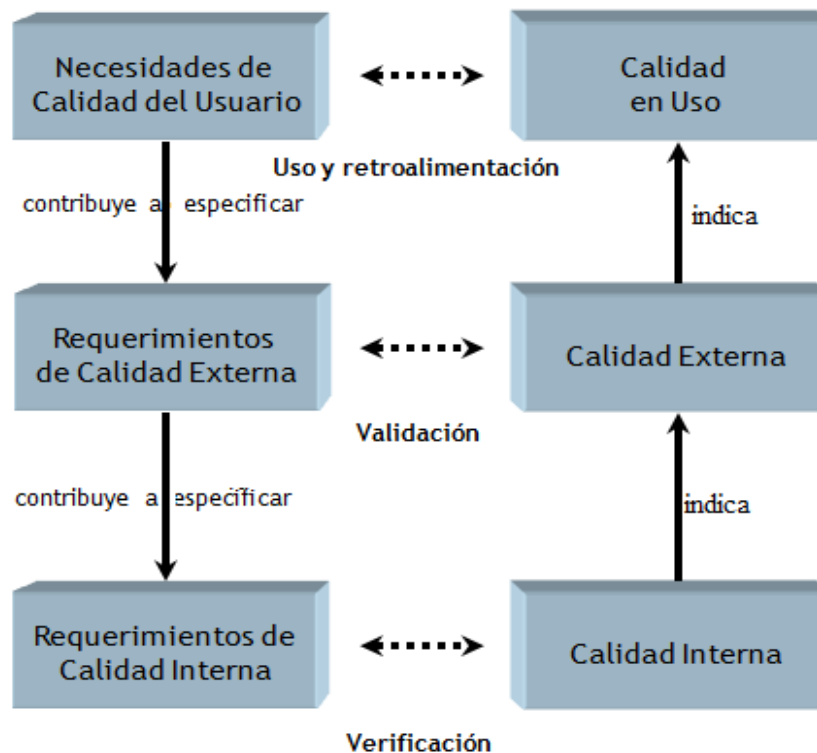 Necesidades de
Calidad del Usuario
Calidad
en Uso
Uso y retroalimentación
contribuye a especificar
indica
Requerimientos
de Calidad Externa
Calidad Externa
Validación
contribuye a especificar
indica
Requerimientos de
Calidad Interna
Calidad Interna
Verificación